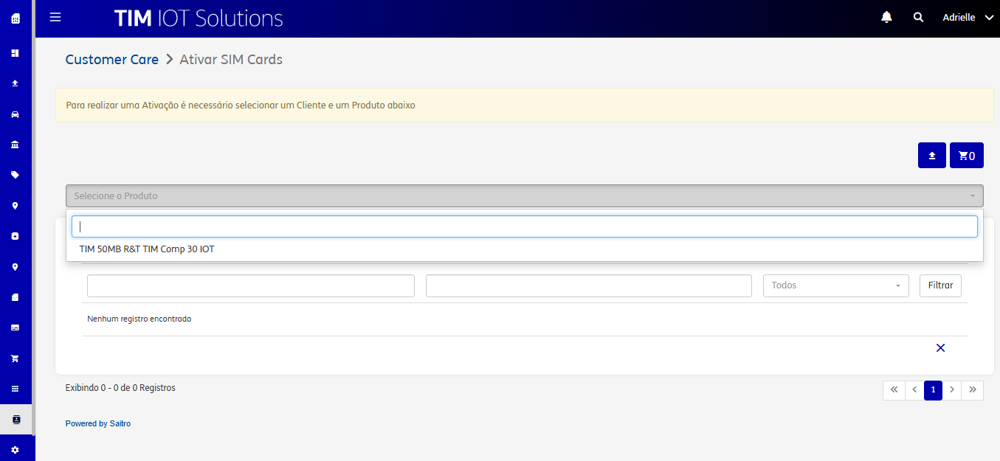 TIM IOT Solutions
Adrielle
Customer Care > Ativar SIM Cards
Para realizar uma Ativação é necessário selecionar um Cliente e um Produto abaixo
0
Selecione o Produto
TIM 50MB R&T TIM Comp 30 IOT
Todos
Filtrar
Nenhum registro encontrado
Exibindo 0 - 0 de 0 Registros
« < 1 > »
Powered by Saitro